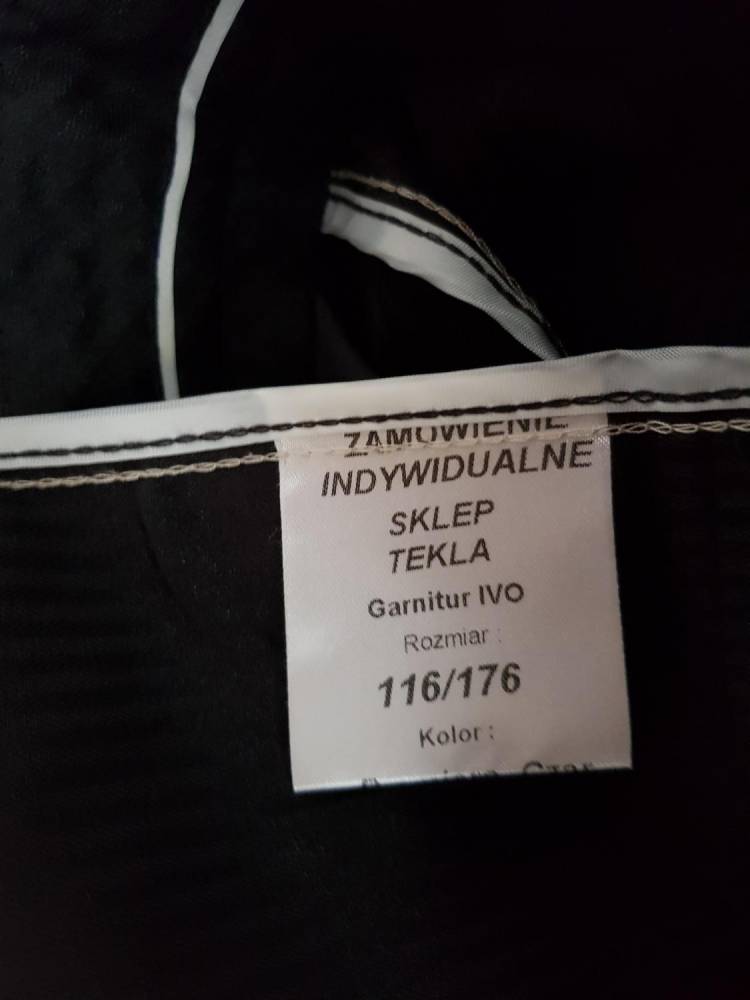 ZAMÓWIENIE
INDYWIDUALNE
SKLEP
TEKLA
Garnitur IVO
Rozmiar :
116/176
Kolor :